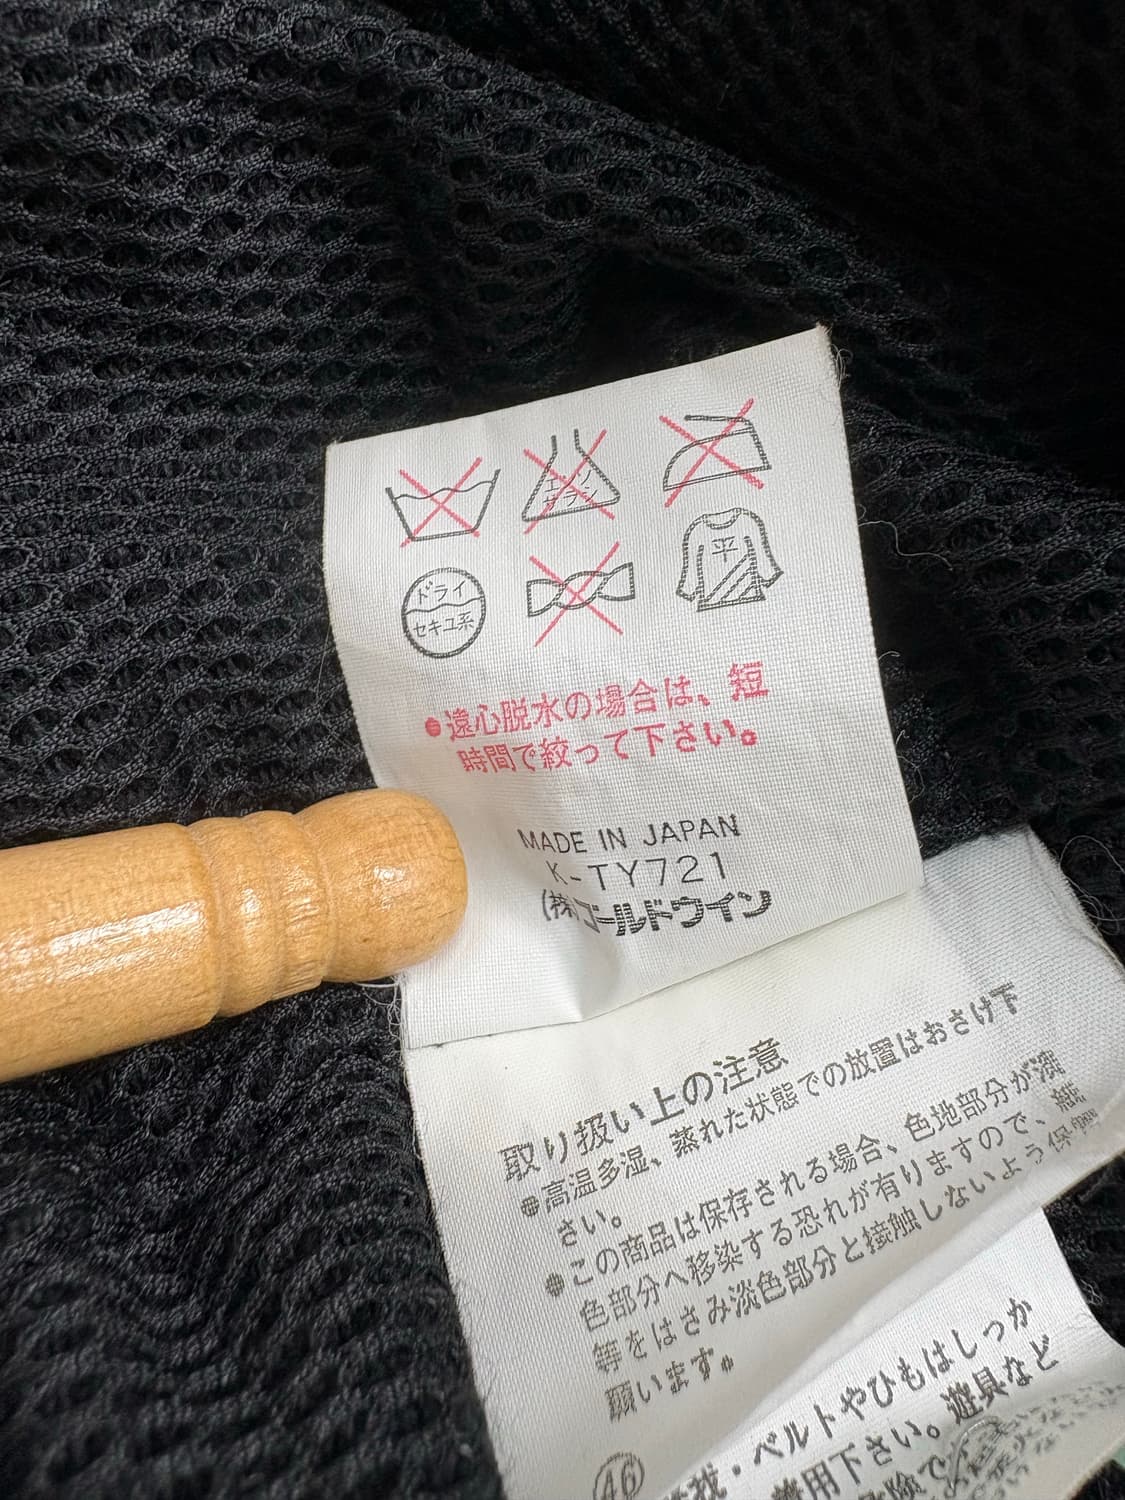 エンソ
サラシ
平
ドライ
セキユ系
●遠心脱水の場合は、短
時間で絞って下さい。
MADE IN JAPAN
K-TY721
(株)ゴールドウイン
取り扱い上の注意
●高温多湿、蒸れた状態での放置はおさけ下
さい。
●この商品は保存される場合、色地部分が淡
色部分へ移染する恐れが有りますので、紙
等をはさみ淡色部分と接触しないよう保管
願います。
・ベルトやひもはしっか
着用下さい。遊具など
46